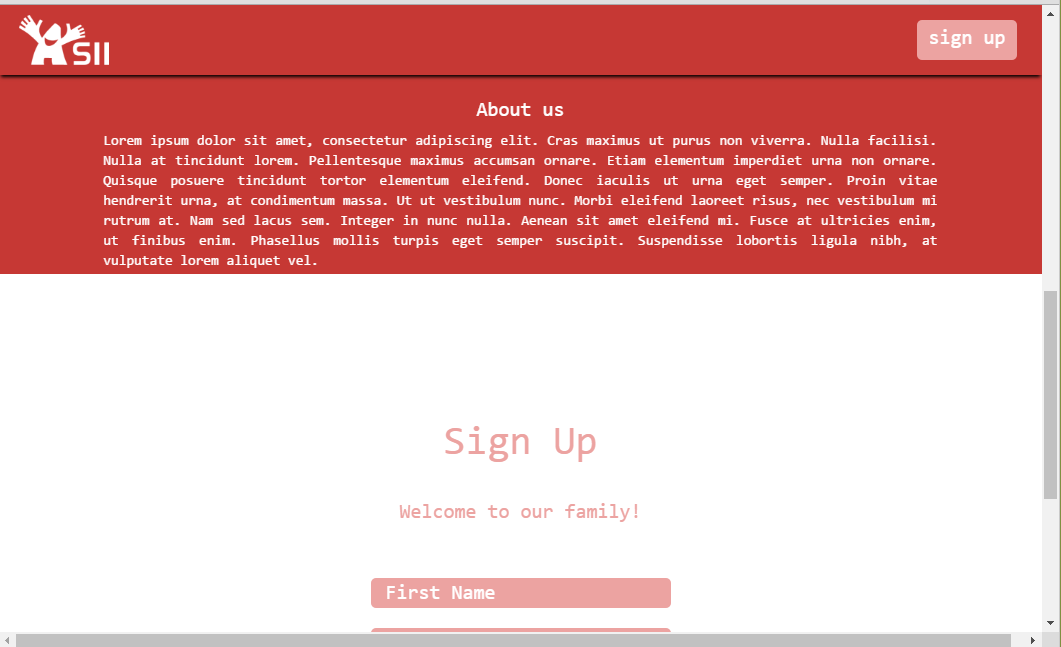 SII
sign up
About us
Lorem ipsum dolor sit amet, consectetur adipiscing elit. Cras maximus ut purus non viverra. Nulla facilisi.
Nulla at tincidunt lorem. Pellentesque maximus accumsan ornare. Etiam elementum imperdiet urna non ornare.
Quisque posuere tincidunt tortor elementum eleifend. Donec iaculis ut urna eget semper. Proin vitae
hendrerit urna, at condimentum massa. Ut ut vestibulum nunc. Morbi eleifend laoreet risus, nec vestibulum mi
rutrum at. Nam sed lacus sem. Integer in nunc nulla. Aenean sit amet eleifend mi. Fusce at ultricies enim,
ut finibus enim. Phasellus mollis turpis eget semper suscipit. Suspendisse lobortis ligula nibh, at
vulputate lorem aliquet vel.
Sign Up
Welcome to our family!
First Name